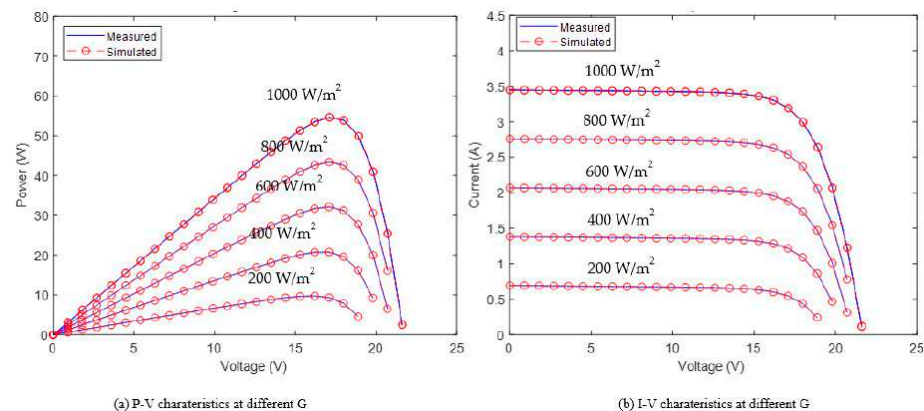 80
70
60
50
40
30
20
10
0
Power (W)
Measured
Simulated
1000 W/m²
800 W/m²
600 W/m²
400 W/m²
200 W/m²
0
5
10
15
20
25
Voltage (V)
(a) P-V charateristics at different G
4.5
4
3.5
3
2.5
2
1.5
1
0.5
0
Current (A)
Measured
Simulated
1000 W/m²
800 W/m²
600 W/m²
400 W/m²
200 W/m²
0
5
10
15
20
25
Voltage (V)
(b) I-V charateristics at different G